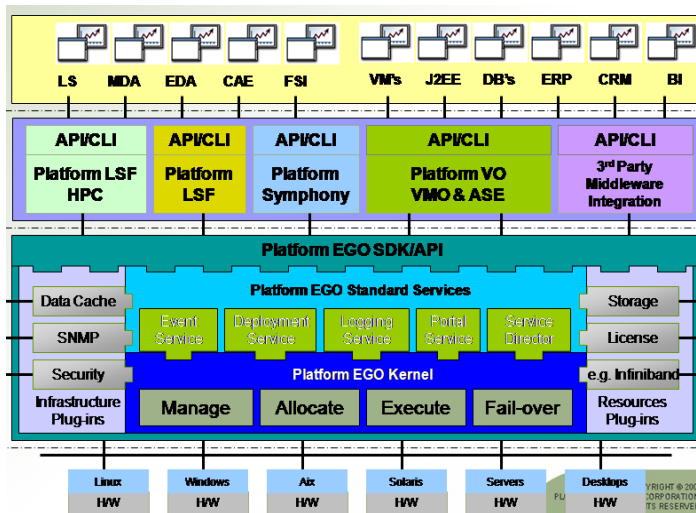 LS MDA EDA CAE FSI VM's J2EE DB's ERP CRM BI
API/CLI API/CLI API/CLI API/CLI API/CLI
Platform LSF
HPC
Platform
LSF
Platform
Symphony
Platform VO
VMO & ASE
3rd Party
Middleware
Integration
Platform EGO SDK/API
Platform EGO Standard Services
Data Cache
SNMP
Security
Infrastructure
Plug-ins
Event
Service
Deployment
Service
Logging
Service
Portal
Service
Service
Director
Storage
License
e.g. Infiniband
Resources
Plug-ins
Platform EGO Kernel
Manage Allocate Execute Fail-over
Linux Windows Aix Solaris Servers Desktops
H/W H/W H/W H/W H/W H/W